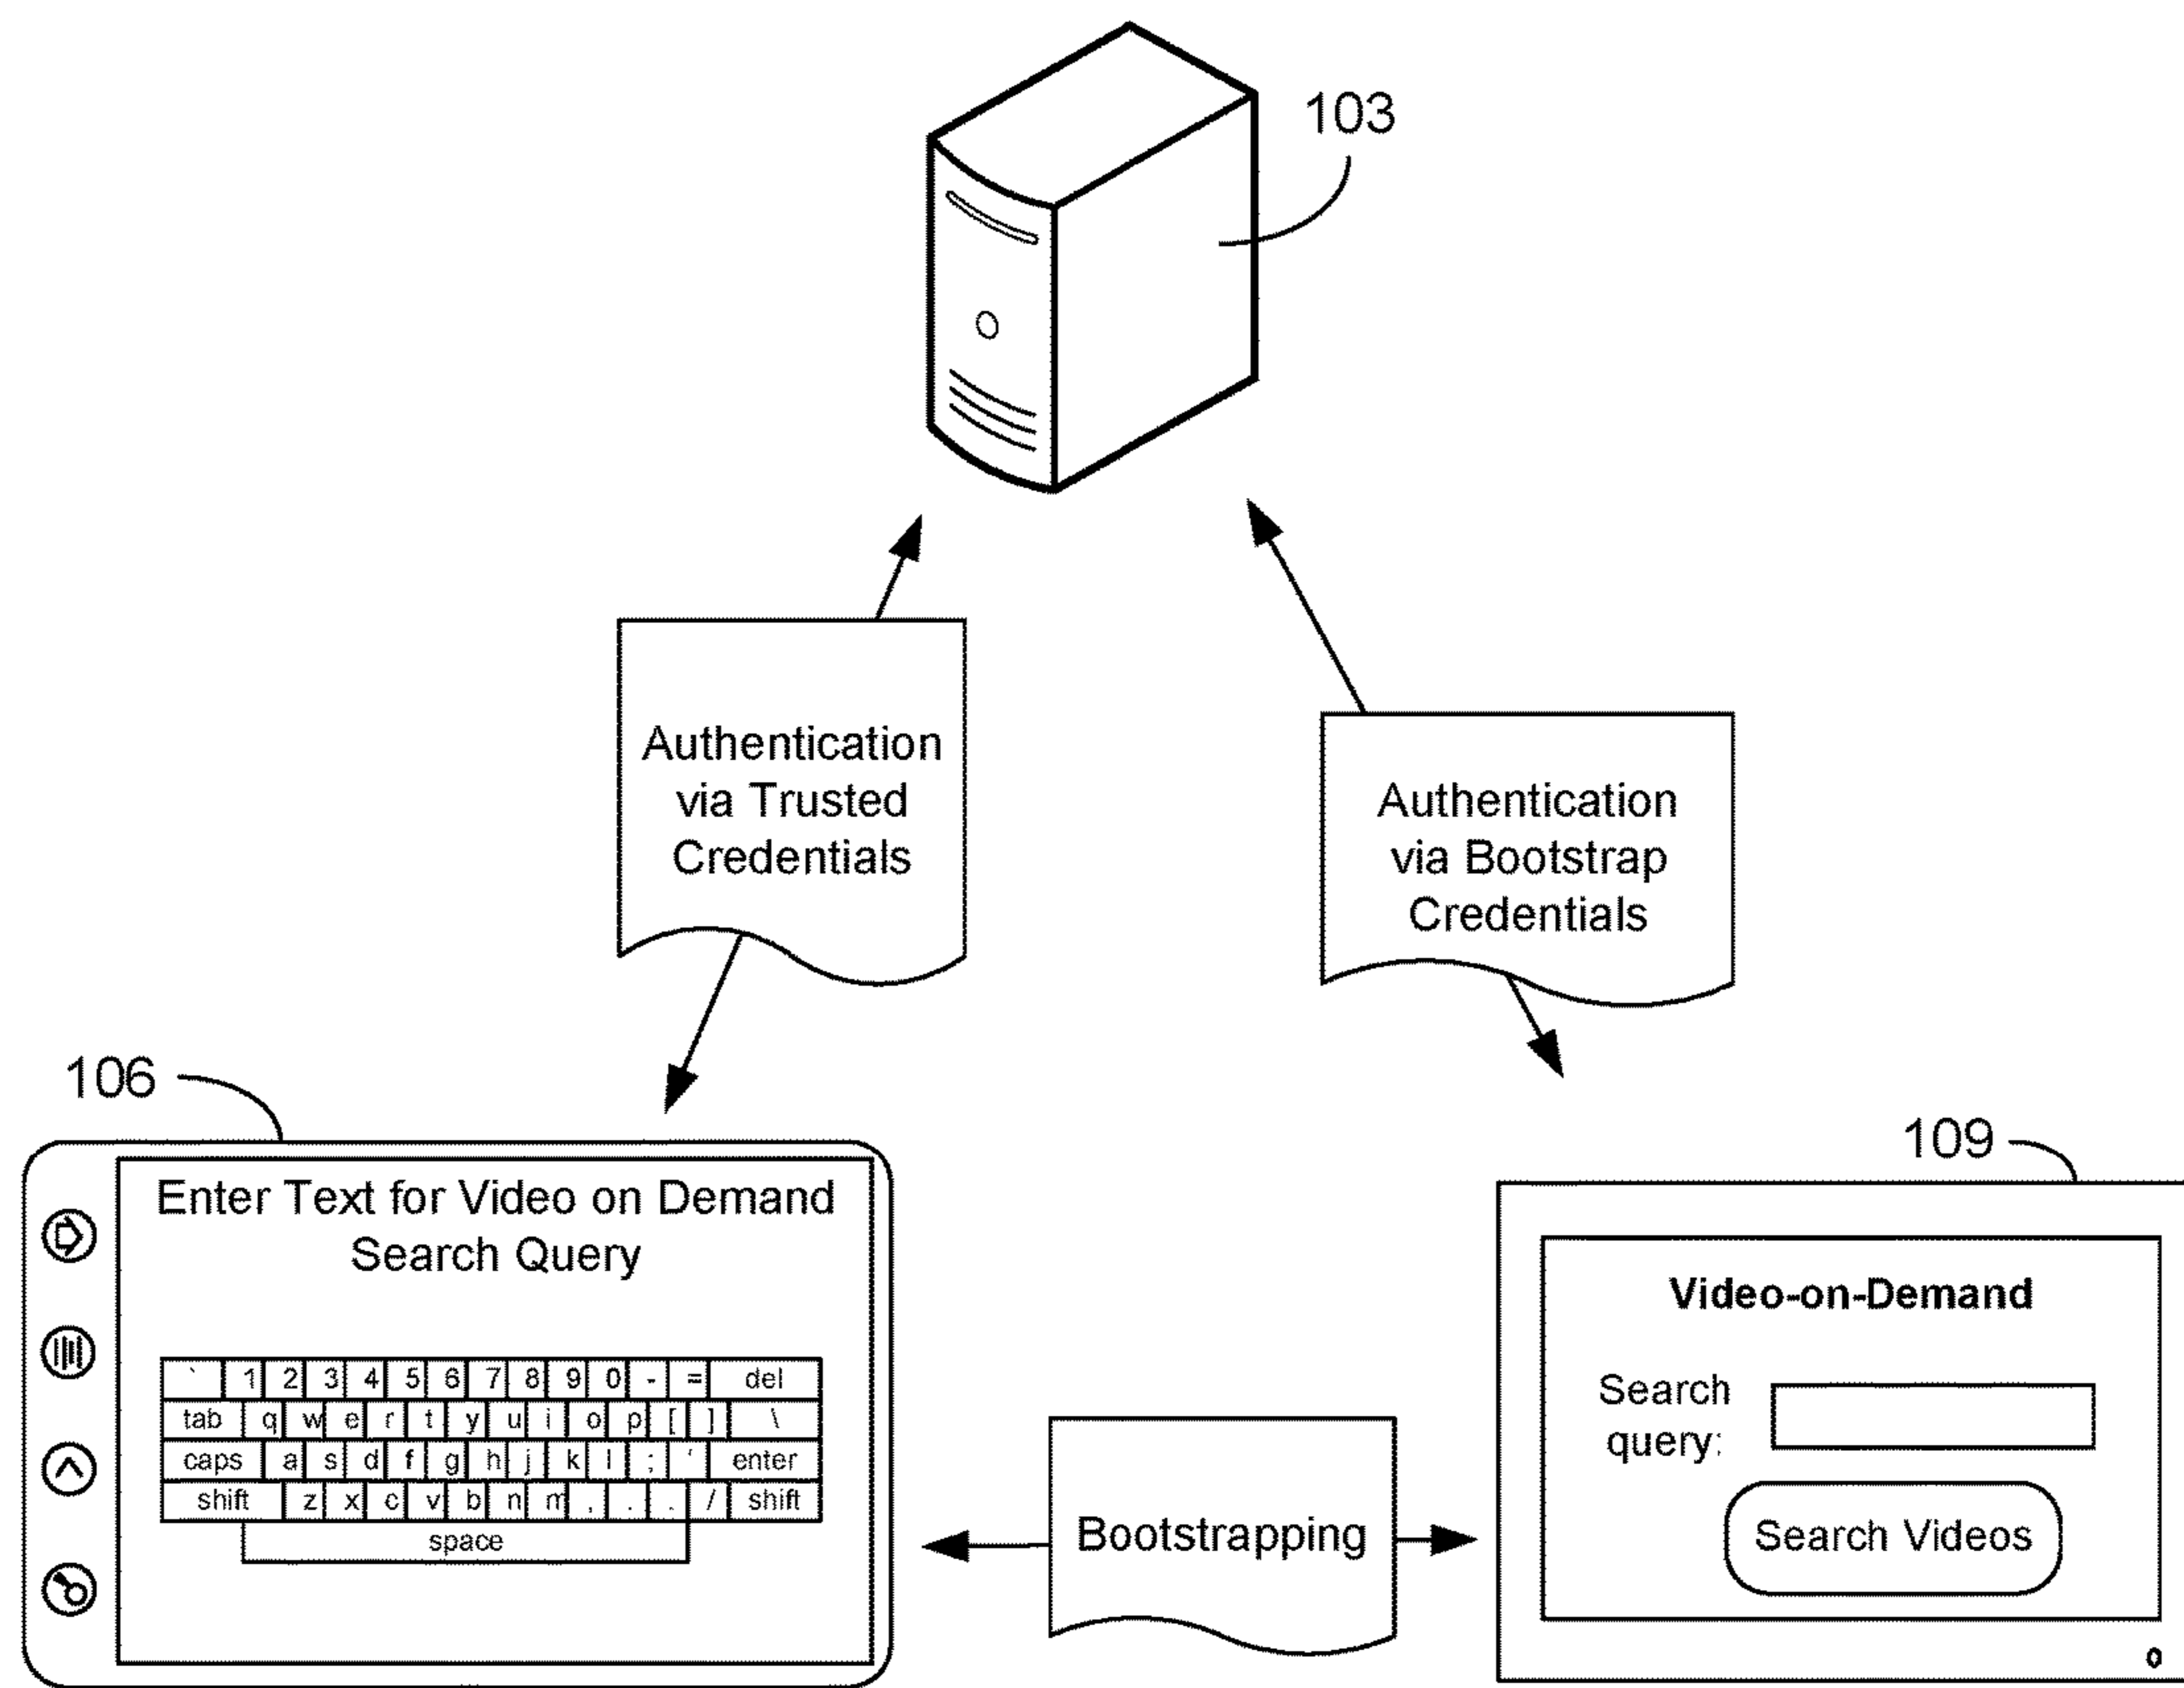 103
Authentication
via Trusted
Credentials
Authentication
via Bootstrap
Credentials
106
Enter Text for Video on Demand
Search Query
` 1 2 3 4 5 6 7 8 9 0 - = del
tab q w e r t y u i o p [ ] \
caps a s d f g h j k l ; ' enter
shift z x c v b n m , . . / shift
space
Bootstrapping
109
Video-on-Demand
Search
query:
Search Videos